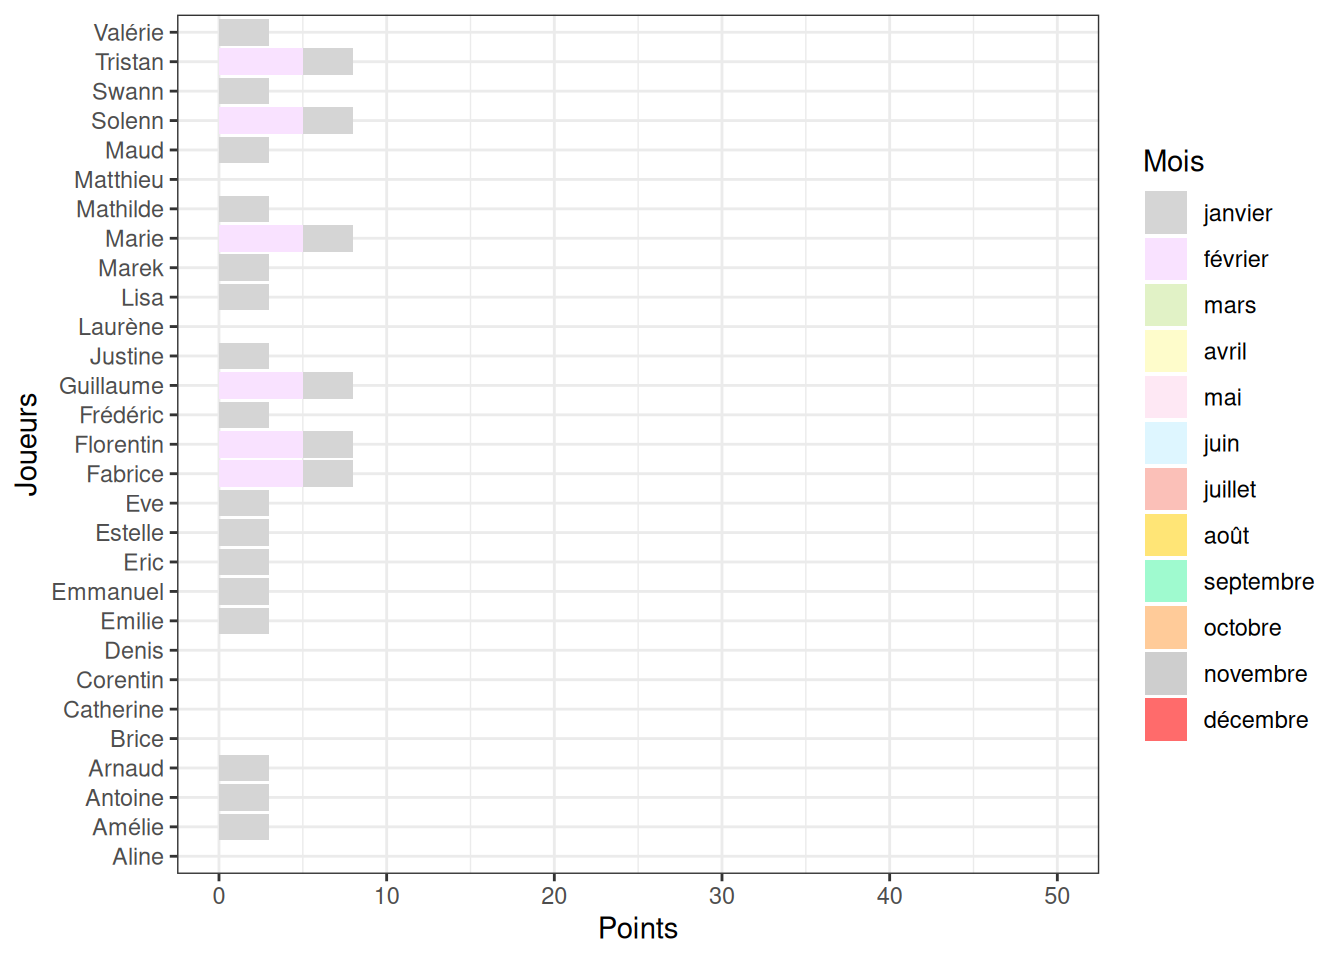 Valérie
Tristan
Swann
Solenn
Maud
Matthieu
Mathilde
Marie
Marek
Lisa
Laurène
Justine
Guillaume
Frédéric
Florentin
Fabrice
Eve
Estelle
Eric
Emmanuel
Emilie
Denis
Corentin
Catherine
Brice
Arnaud
Antoine
Amélie
Aline
Joueurs
0 10 20 30 40 50
Points
Mois
janvier
février
mars
avril
mai
juin
juillet
août
septembre
octobre
novembre
décembre